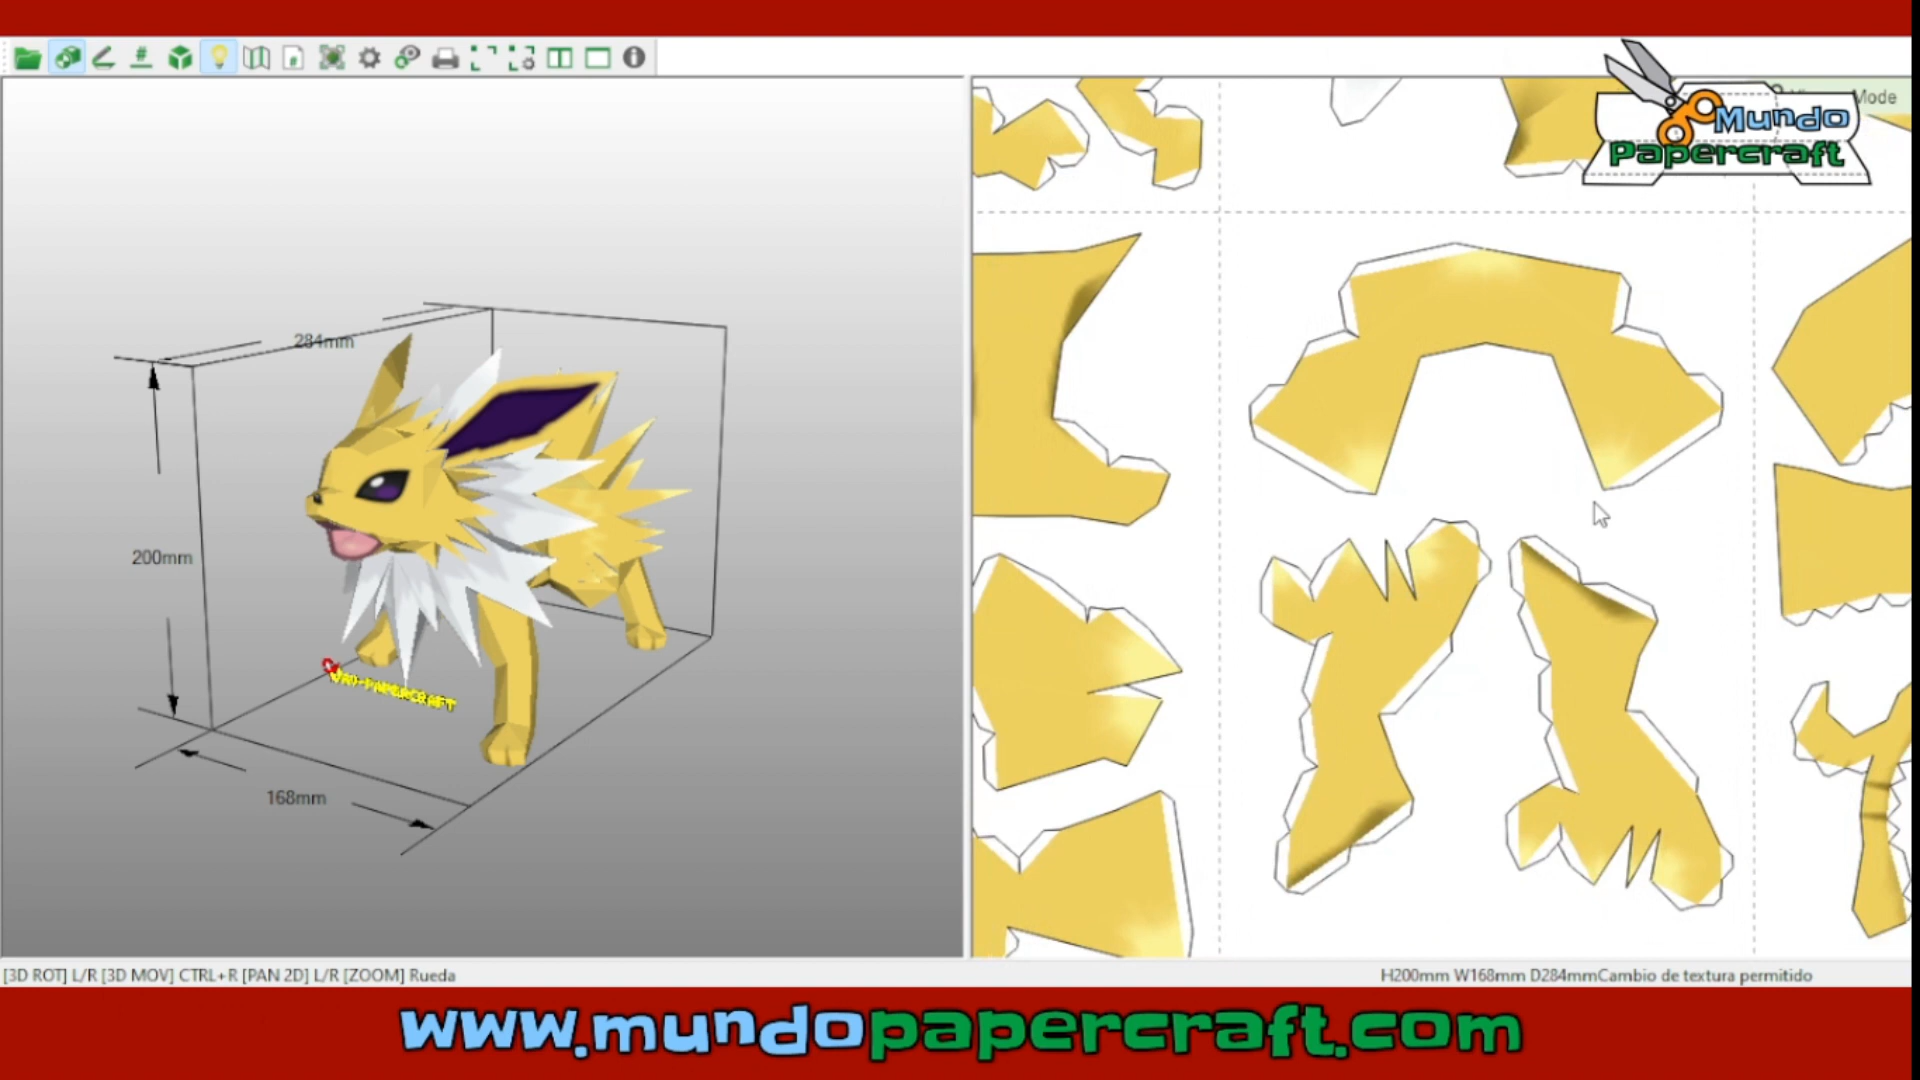 Mode
Mundo
Papercraft
284mm
200mm
168mm
[3D ROT] L/R [3D MOV] CTRL+R [PAN 2D] L/R [ZOOM] Rueda
H200mm W168mm D284mmCambio de textura permitido
www.mundopapercraft.com